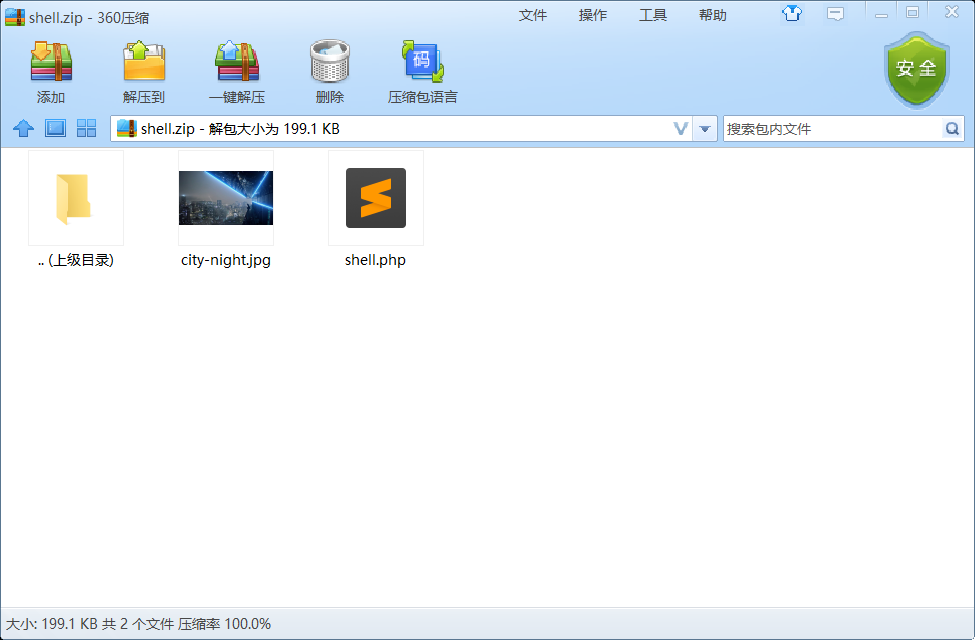 shell.zip - 360压缩
文件 操作 工具 帮助
添加 解压到 一键解压 删除 压缩包语言
码
安全
shell.zip - 解包大小为 199.1 KB
搜索包内文件
.. (上级目录) city-night.jpg shell.php
大小: 199.1 KB 共 2 个文件 压缩率 100.0%